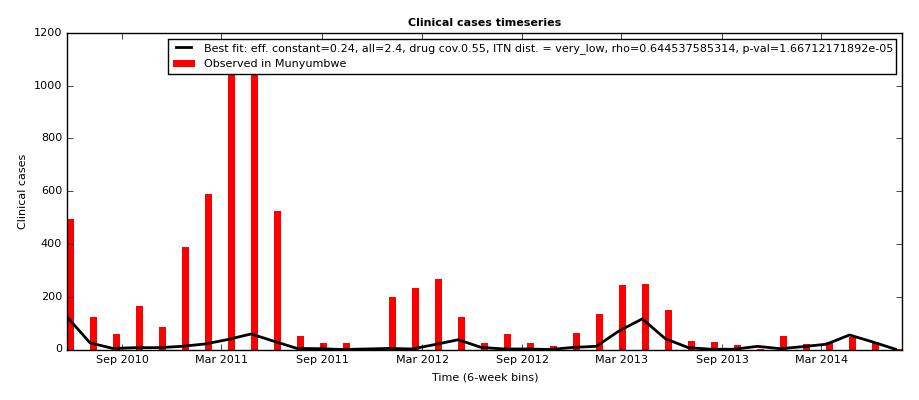 Clinical cases timeseries
Best fit: eff. constant=0.24, all=2.4, drug cov.0.55, ITN dist. = very_low, rho=0.644537585314, p-val=1.66712171892e-05
Observed in Munyumbwe
Clinical cases
1200
1000
800
600
400
200
0
Sep 2010 Mar 2011 Sep 2011 Mar 2012 Sep 2012 Mar 2013 Sep 2013 Mar 2014
Time (6-week bins)